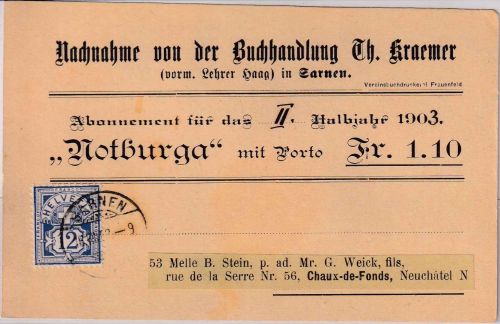 Nachnahme von der Buchhandlung Th. Kraemer
(vorm. Lehrer Haag) in Sarnen.
Vereinsbuchdruckerei Frauenfeld
Abonnement für das II. Halbjahr 1903.
„Notburga“ mit Porto Fr. 1.10
HELVETIA
SARNEN
12
53 Melle B. Stein, p. ad. Mr. G. Weick, fils,
rue de la Serre Nr. 56, Chaux-de-Fonds, Neuchâtel N